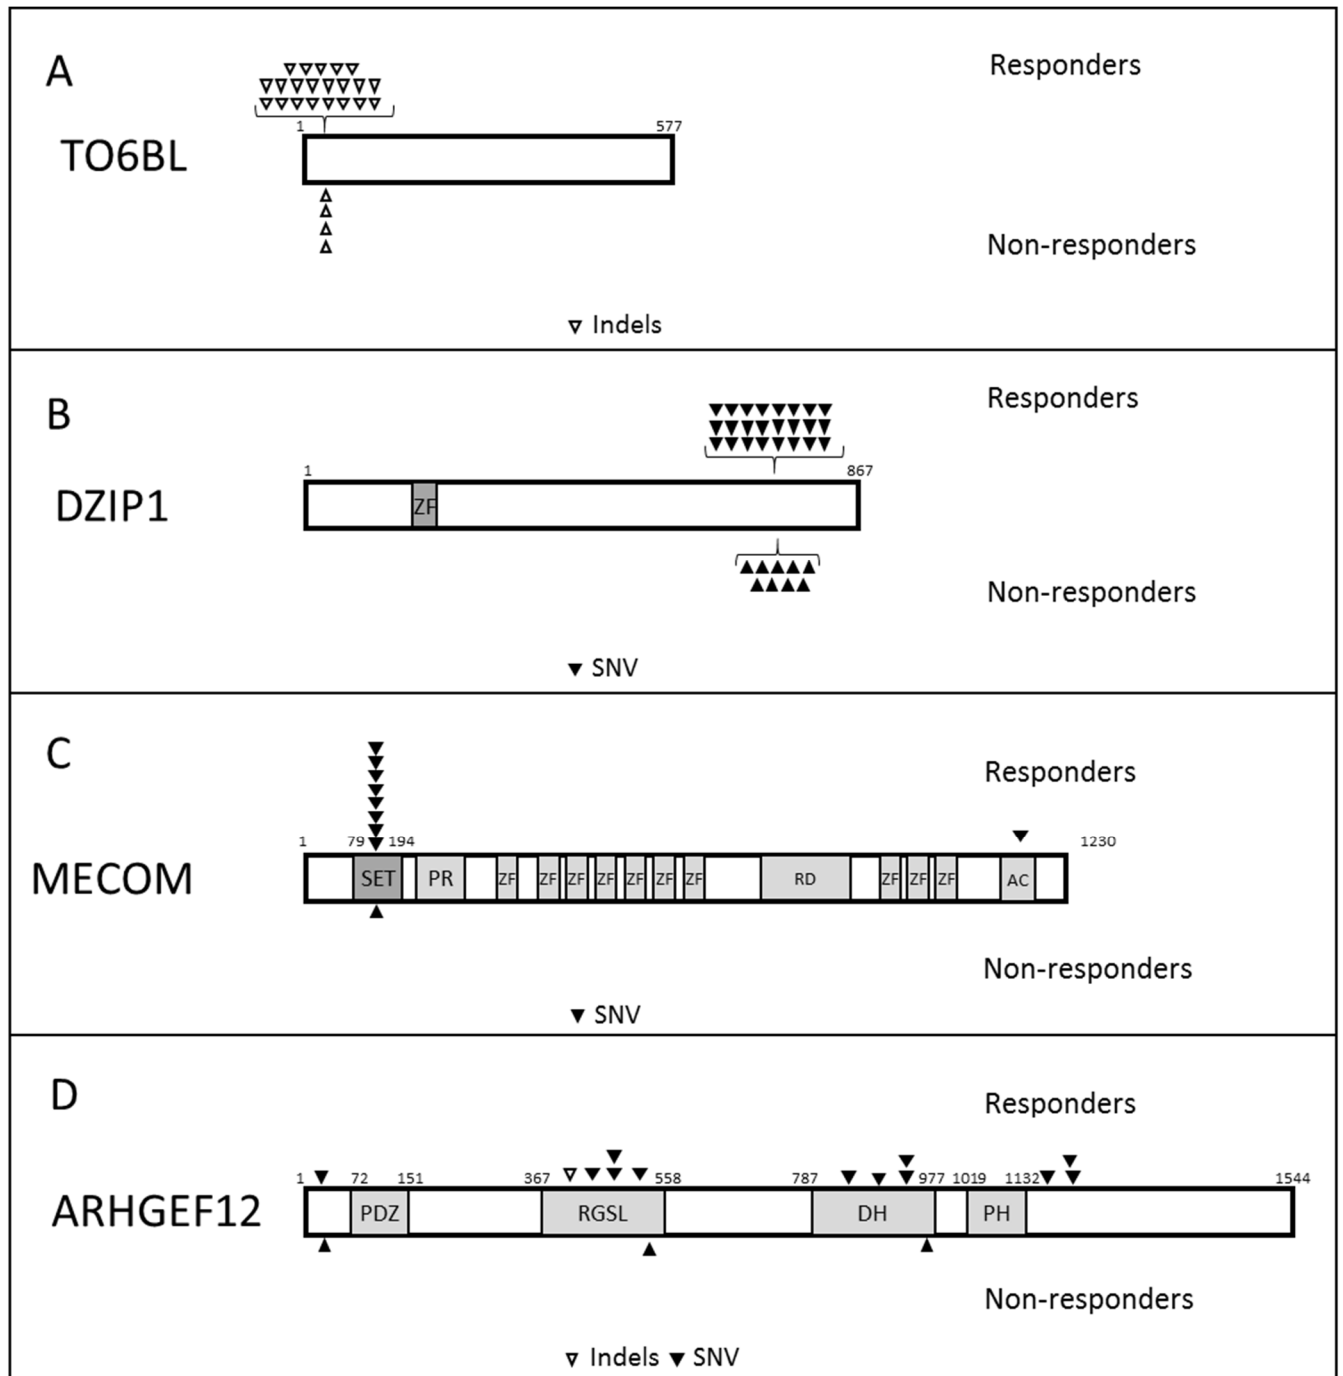 A
Responders
1 577
TO6BL
Non-responders
Indels
B
Responders
1 867
DZIP1
ZF
Non-responders
SNV
C
Responders
1 79 194 1230
MECOM
SET PR ZF ZF ZF ZF ZF ZF ZF RD ZF ZF ZF AC
Non-responders
SNV
D
Responders
1 72 151 367 558 787 977 1019 1132 1544
ARHGEF12
PDZ RGSL DH PH
Non-responders
Indels SNV